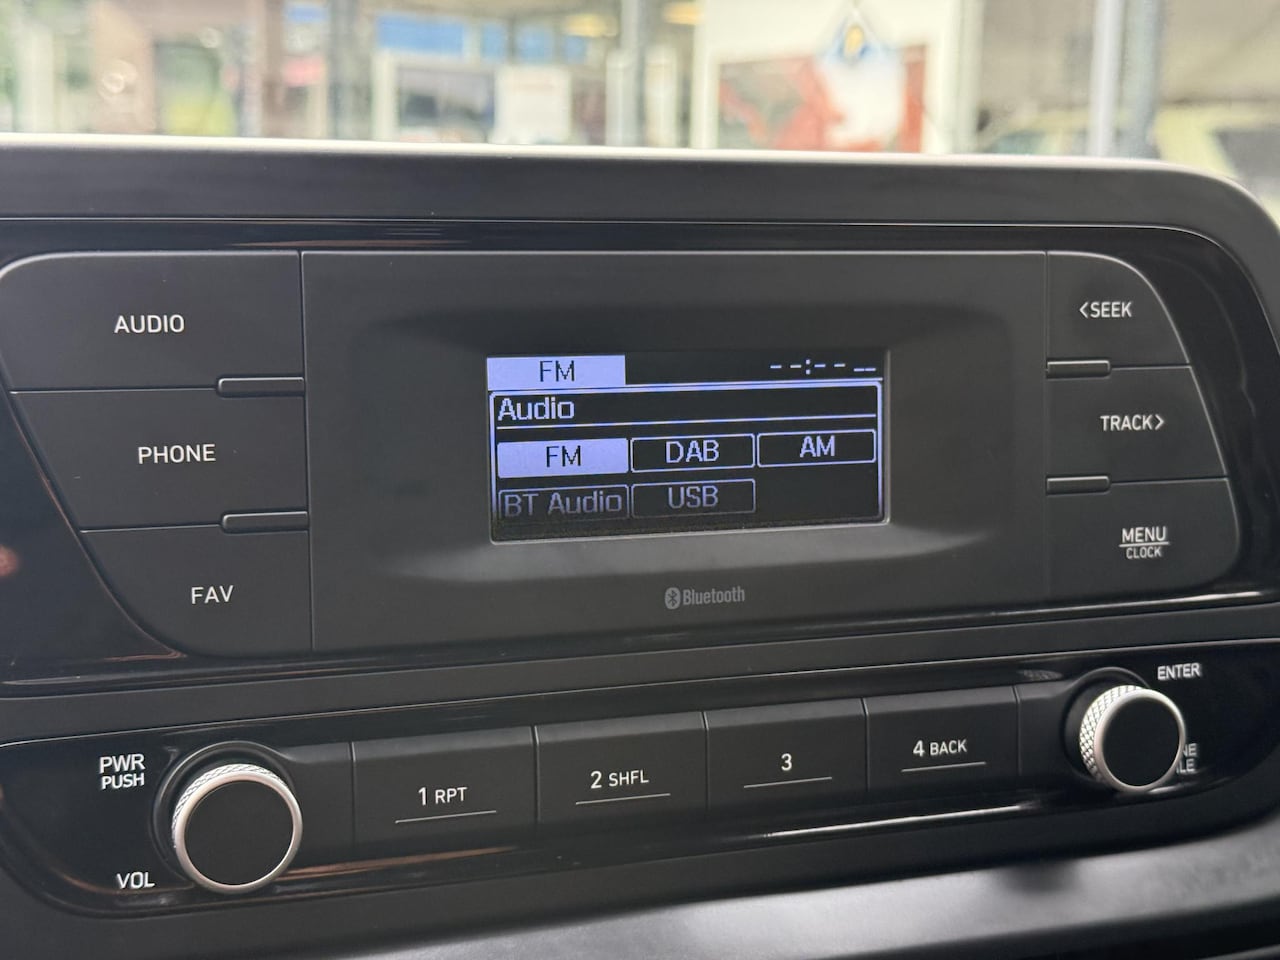 AUDIO
PHONE
FAV
FM --:-- __
Audio
FM DAB AM
BT Audio USB
Bluetooth
<SEEK
TRACK>
MENU
CLOCK
PWR
PUSH
VOL
1 RPT
2 SHFL
3
4 BACK
ENTER